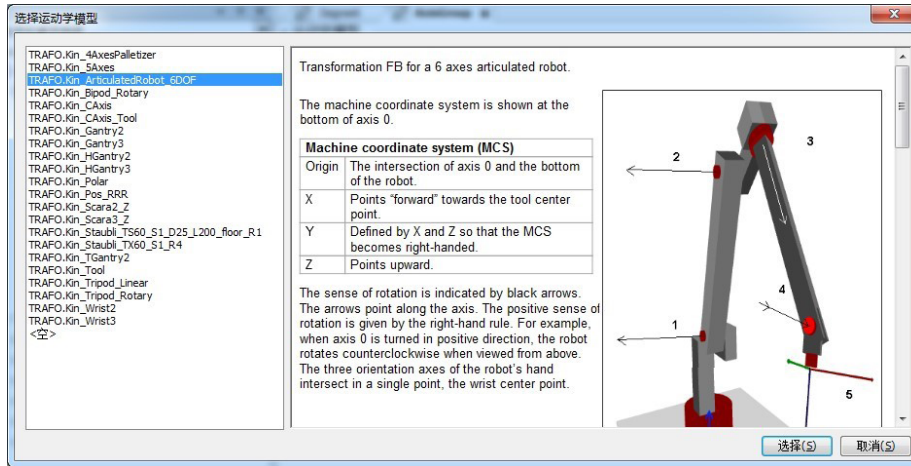 选择运动学模型
TRAFO.Kin_4AxesPalletizer
TRAFO.Kin_5Axes
TRAFO.Kin_ArticulatedRobot_6DOF
TRAFO.Kin_Bipod_Rotary
TRAFO.Kin_CAxis
TRAFO.Kin_CAxis_Tool
TRAFO.Kin_Gantry2
TRAFO.Kin_Gantry3
TRAFO.Kin_HGantry2
TRAFO.Kin_HGantry3
TRAFO.Kin_Polar
TRAFO.Kin_Pos_RRR
TRAFO.Kin_Scara2_Z
TRAFO.Kin_Scara3_Z
TRAFO.Kin_Staubli_TS60_S1_D25_L200_floor_R1
TRAFO.Kin_Staubli_TX60_S1_R4
TRAFO.Kin_TGantry2
TRAFO.Kin_Tool
TRAFO.Kin_Tripod_Linear
TRAFO.Kin_Tripod_Rotary
TRAFO.Kin_Wrist2
TRAFO.Kin_Wrist3
<空>
Transformation FB for a 6 axes articulated robot.
The machine coordinate system is shown at the
bottom of axis 0.
Machine coordinate system (MCS)
Origin The intersection of axis 0 and the bottom
of the robot.
X Points “forward” towards the tool center
point.
Y Defined by X and Z so that the MCS
becomes right-handed.
Z Points upward.
The sense of rotation is indicated by black arrows.
The arrows point along the axis. The positive sense of
rotation is given by the right-hand rule. For example,
when axis 0 is turned in positive direction, the robot
rotates counterclockwise when viewed from above.
The three orientation axes of the robot's hand
intersect in a single point, the wrist center point.
3
2
4
1
5
选择(S) 取消(S)